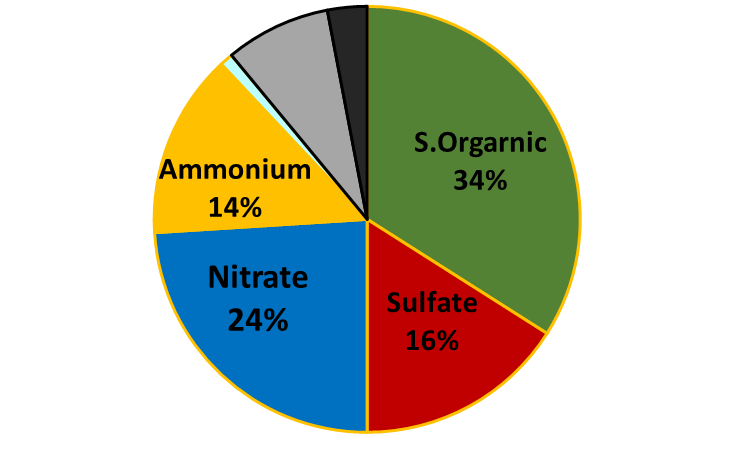 S.Orgarnic
34%
Sulfate
16%
Nitrate
24%
Ammonium
14%